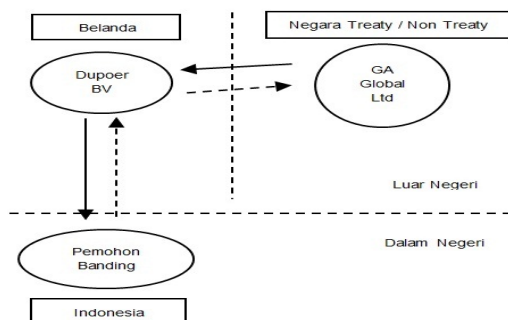 Belanda
Negara Treaty / Non Treaty
Dupoer
BV
GA
Global
Ltd
Luar Negeri
Dalam Negeri
Pemohon
Banding
Indonesia